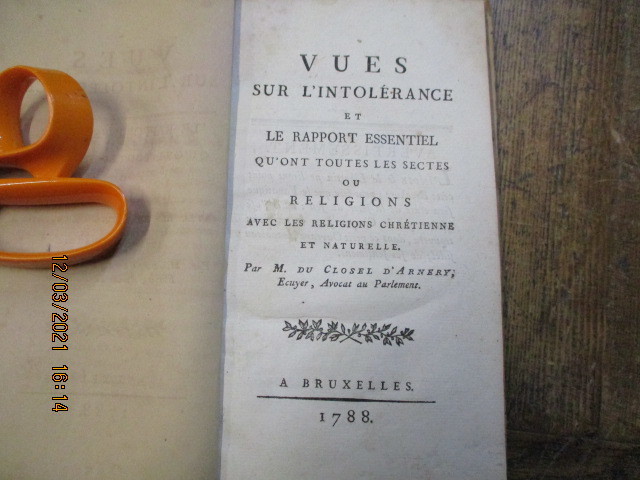 VUES
SUR L'INTOLÉRANCE
ET
LE RAPPORT ESSENTIEL
QU'ONT TOUTES LES SECTES
OU
RELIGIONS
AVEC LES RELIGIONS CHRÉTIENNE
ET NATURELLE.
Par M. DU CLOSEL D'ARNERY,
Ecuyer, Avocat au Parlement.
A BRUXELLES.
1788.
12/03/2021 16:14